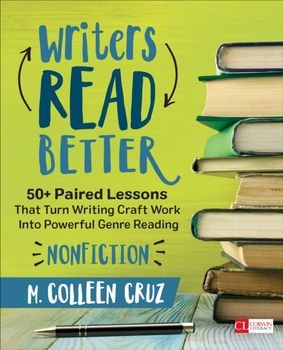 Writers
READ
BETTER
50+ Paired Lessons
That Turn Writing Craft Work
Into Powerful Genre Reading
NONFICTION
M. COLLEEN CRUZ
CL
CORWIN
LITERACY